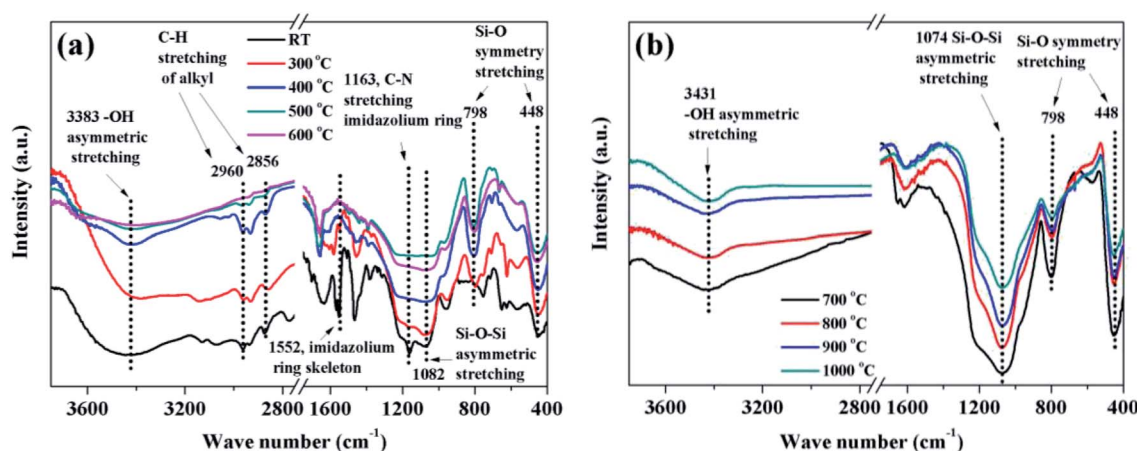 (a)
C-H
stretching
of alkyl
RT
300 °C
400 °C
500 °C
600 °C
Si-O
symmetry
stretching
1163, C-N
stretching
imidazolium ring
798
448
3383 -OH
asymmetric
stretching
2960
2856
1552, imidazolium
ring skeleton
1082
Si-O-Si
asymmetric
stretching
Intensity (a.u.)
3750
3200
2800
1600
1200
800
400
Wave number (cm⁻¹)
(b)
1074 Si-O-Si
asymmetric
stretching
Si-O symmetry
stretching
3431
-OH asymmetric
stretching
798
448
700 °C
800 °C
900 °C
1000 °C
Intensity (a.u.)
3600
3200
2800
1600
1200
800
400
Wave number (cm⁻¹)